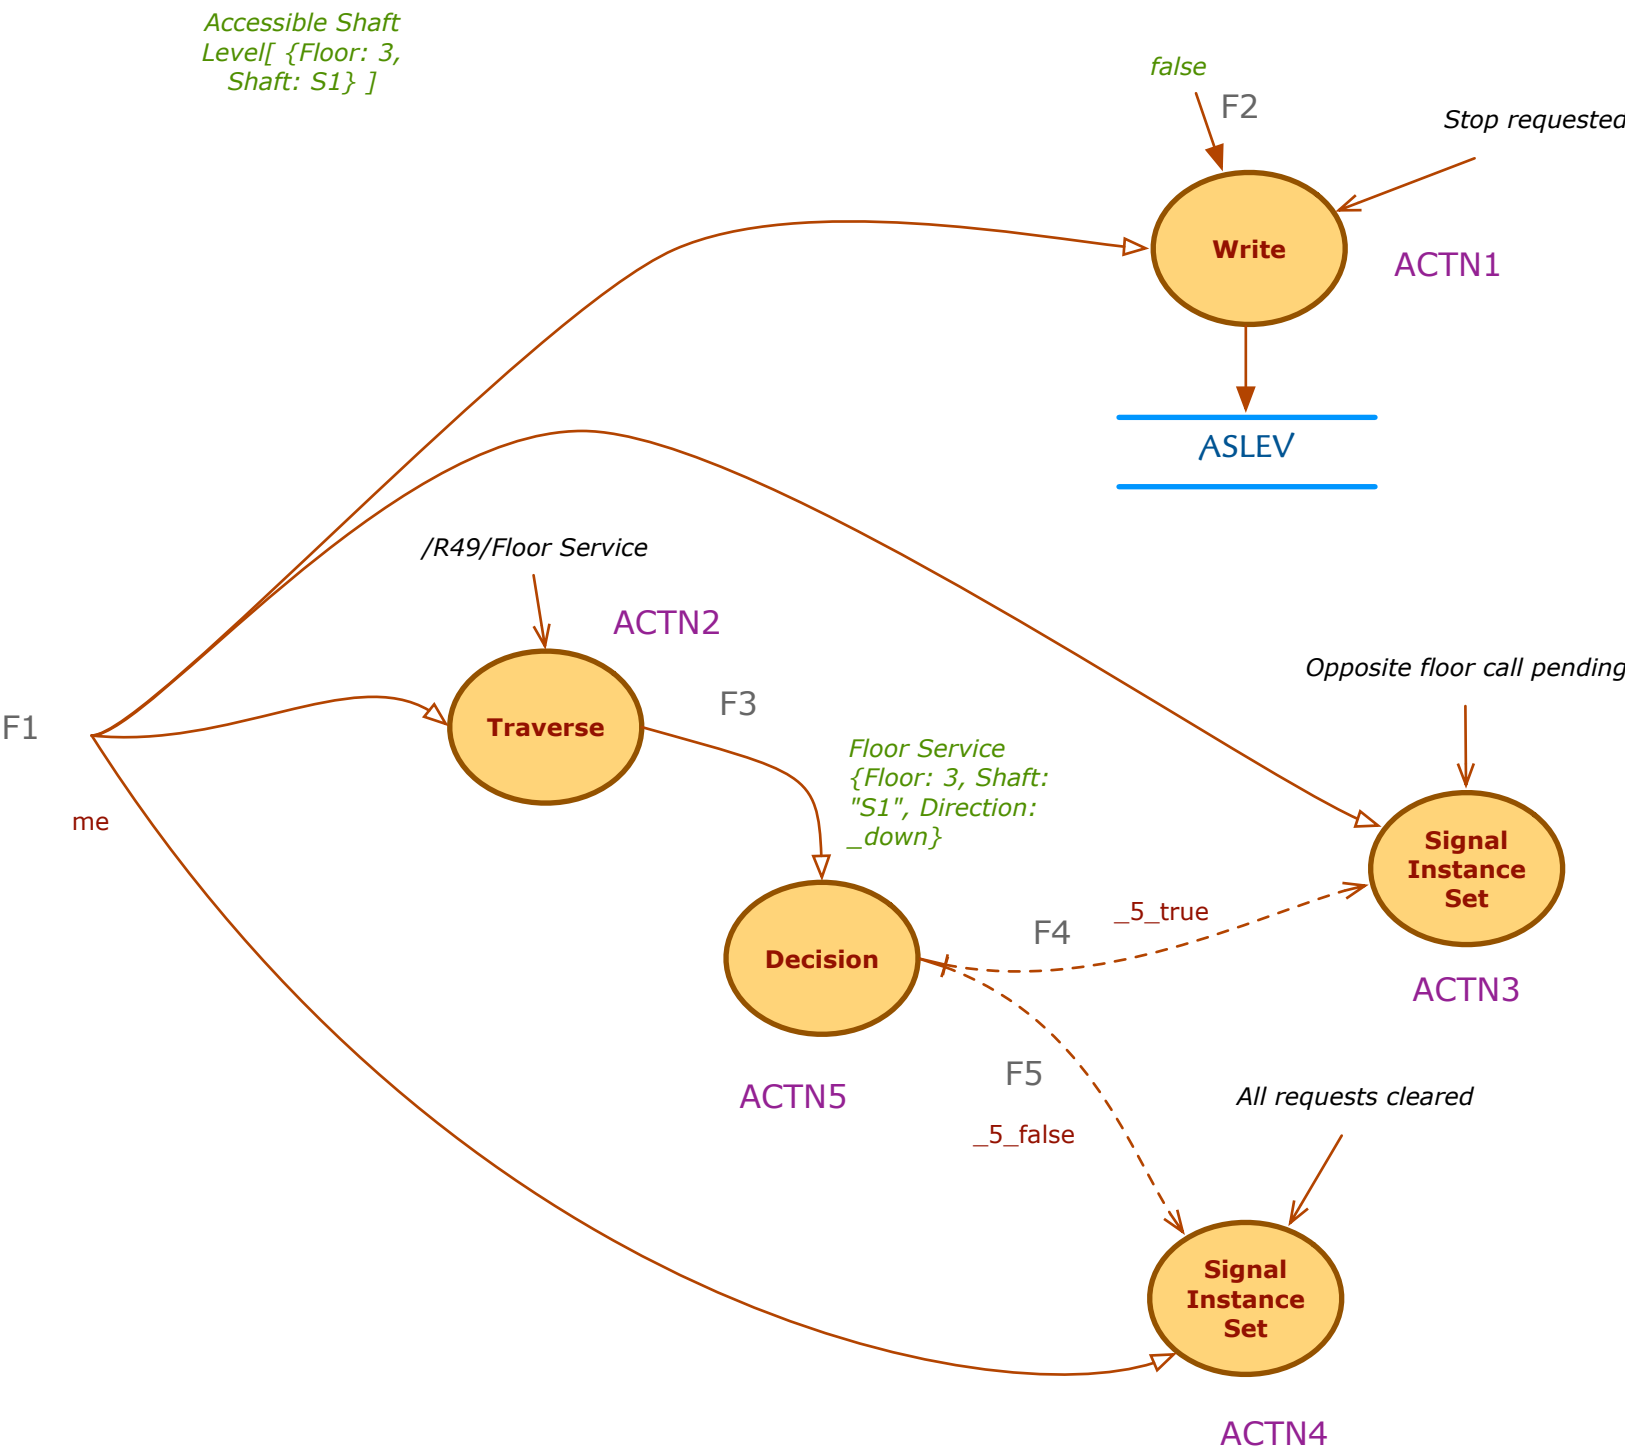 Accessible Shaft
Level[ {Floor: 3,
Shaft: S1} ]
false
F2
Stop requested
Write
ACTN1
ASLEV
/R49/Floor Service
ACTN2
Opposite floor call pending
F1
Traverse
F3
me
Floor Service
{Floor: 3, Shaft:
"S1", Direction:
_down}
Signal
Instance
Set
Decision
F4
_5_true
ACTN3
F5
ACTN5
_5_false
All requests cleared
Signal
Instance
Set
ACTN4